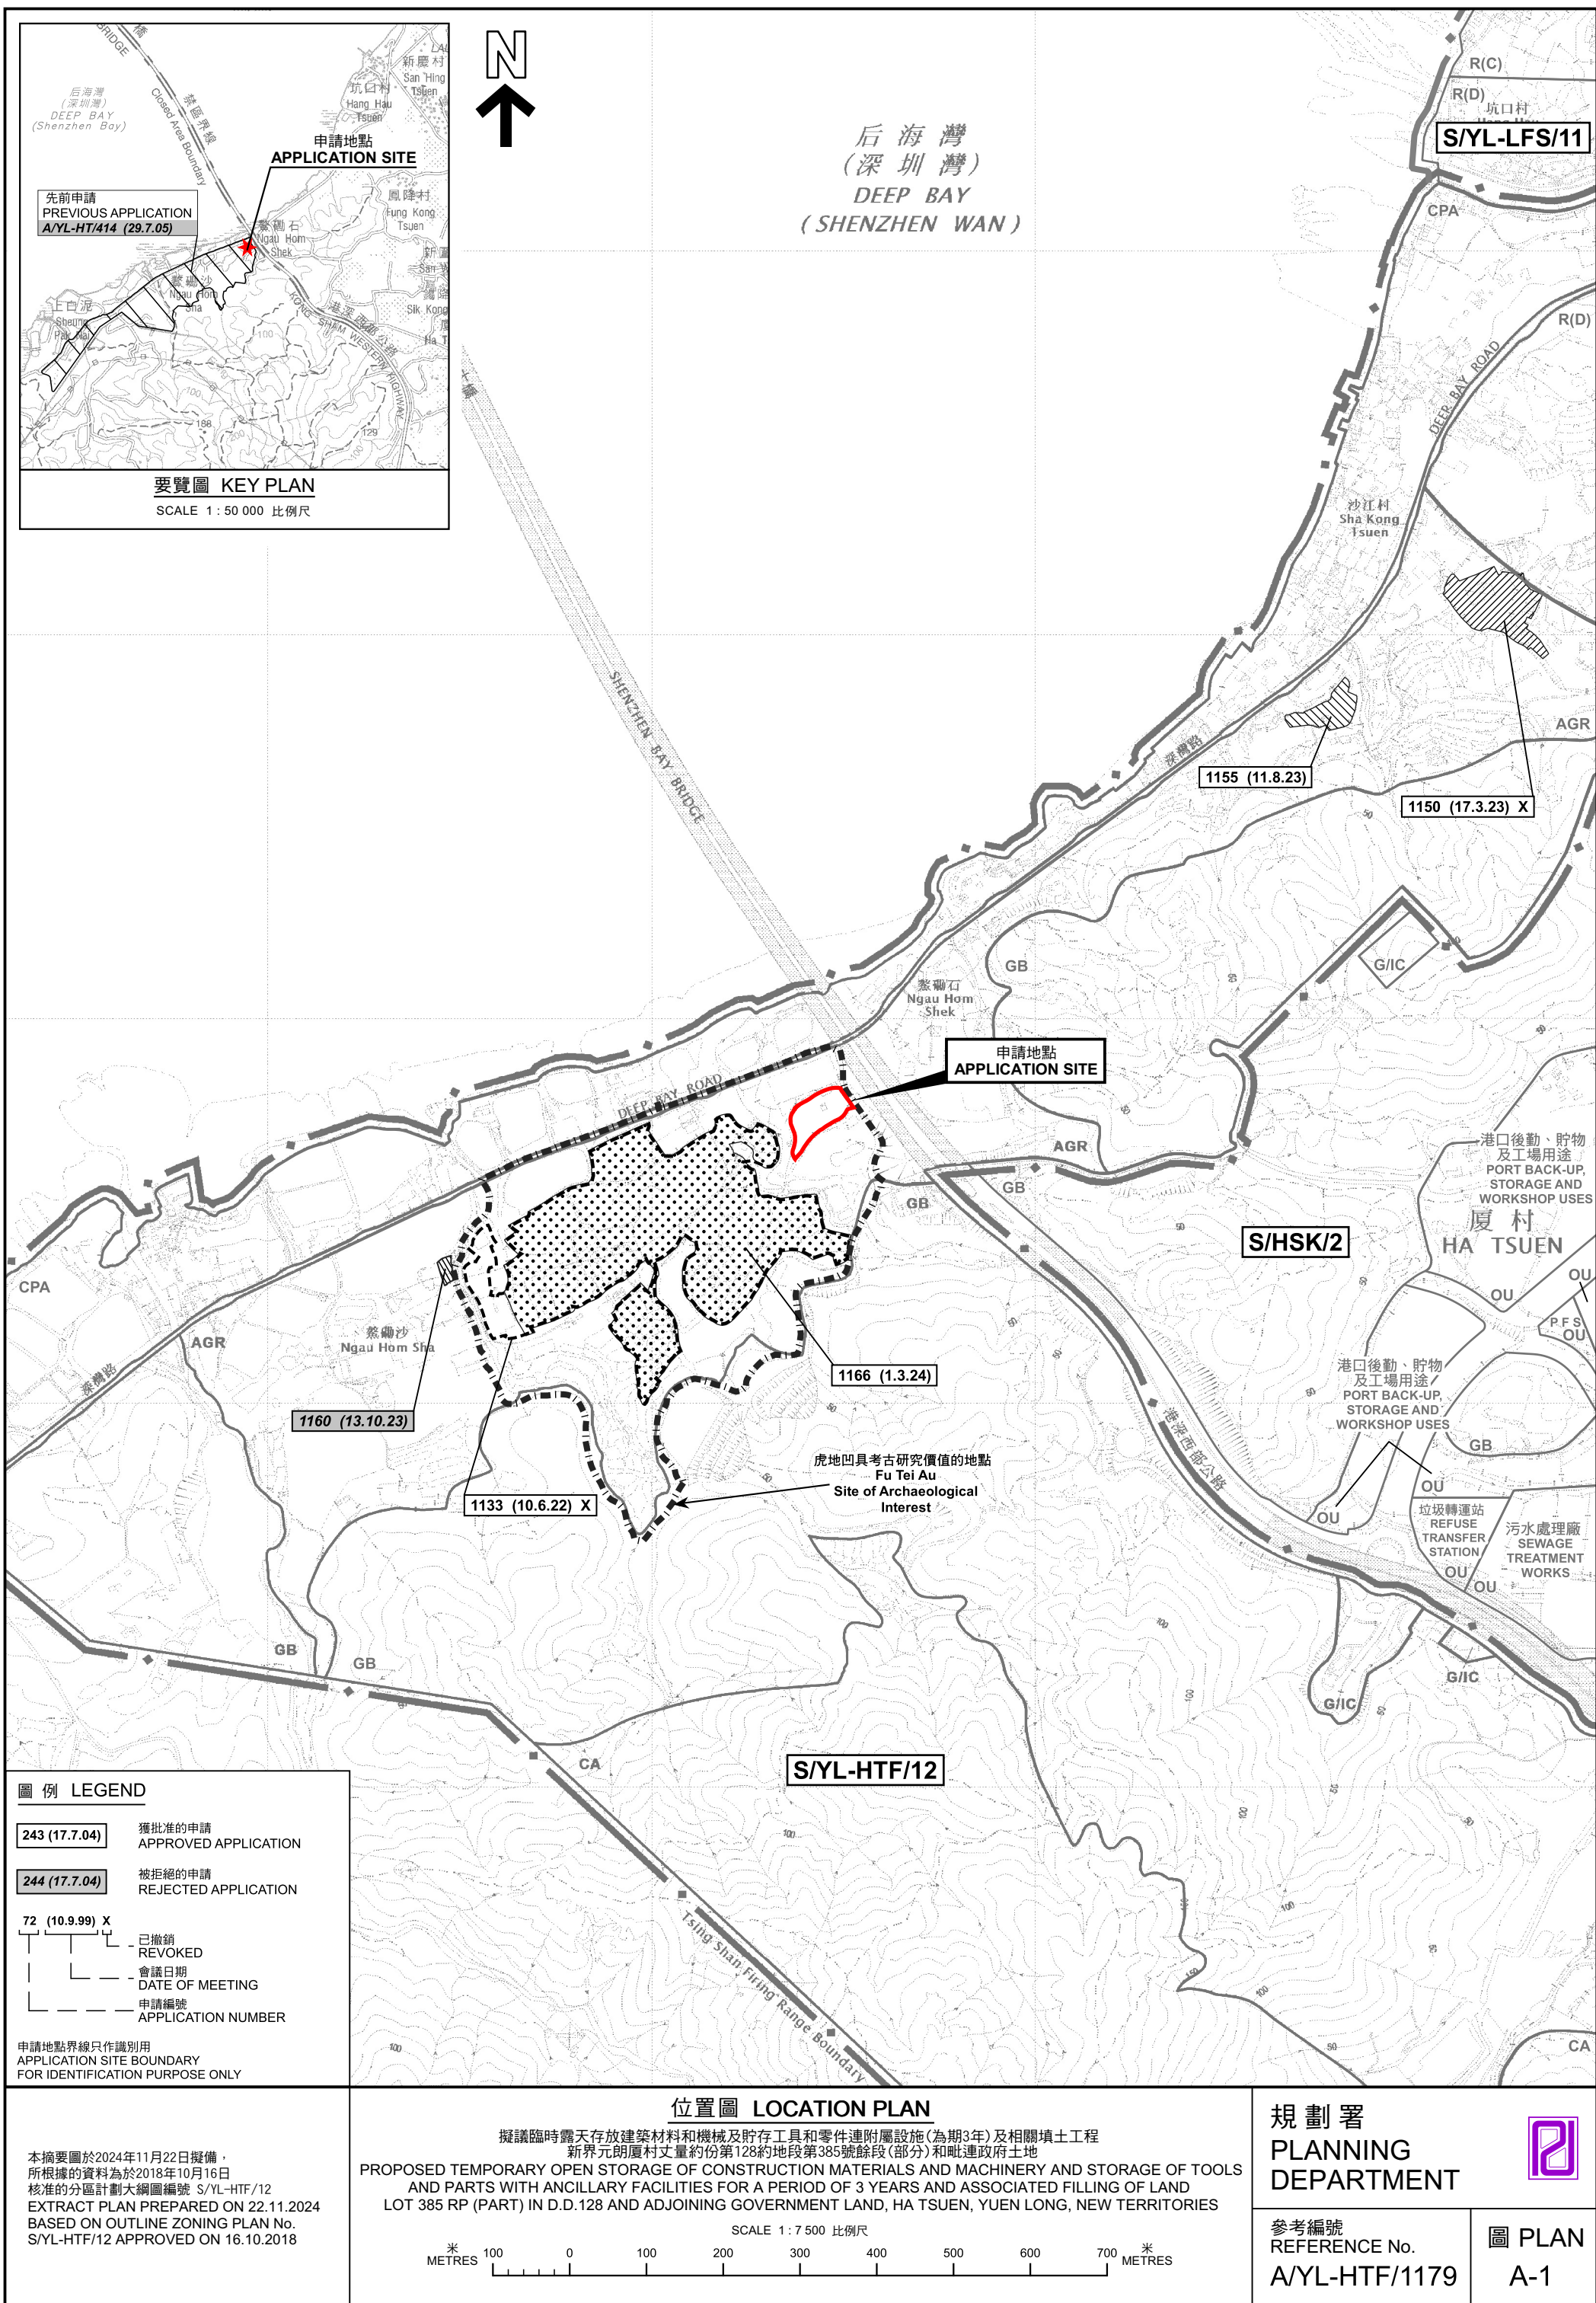 橋
BRIDGE
后海灣
(深圳灣)
DEEP BAY
(Shenzhen Bay)
禁區界線
Closed Area Boundary
新慶村
San Hing
Tsuen
坑口村
Hang Hau
Tsuen
申請地點
APPLICATION SITE
先前申請
PREVIOUS APPLICATION
A/YL-HT/414 (29.7.05)
鳳降村
Fung Kong
Tsuen
鰲磡石
Ngau Hom
Shek
鰲磡沙
Ngau Hom
Sha
上白泥
Sheung
Pak Nai
Sik Kong
港深西部公路
KONG SHAM WESTERN HIGHWAY
100
100
100
188
200
129
要覽圖 KEY PLAN
SCALE 1 : 50 000 比例尺
N
后海灣
(深圳灣)
DEEP BAY
(SHENZHEN WAN)
R(C)
R(D)
坑口村
S/YL-LFS/11
CPA
R(D)
DEEP BAY ROAD
沙江村
Sha Kong
Tsuen
SHENZHEN BAY BRIDGE
AGR
深灣路
1155 (11.8.23)
1150 (17.3.23) X
50
GB
G/IC
鰲磡石
Ngau Hom
Shek
申請地點
APPLICATION SITE
DEEP BAY ROAD
AGR
GB
GB
港口後勤、貯物
及工場用途
PORT BACK-UP,
STORAGE AND
WORKSHOP USES
厦村
HA TSUEN
S/HSK/2
CPA
OU
OU
P F S
OU
AGR
鰲磡沙
Ngau Hom Sha
深灣路
1166 (1.3.24)
港口後勤、貯物
及工場用途
PORT BACK-UP,
STORAGE AND
WORKSHOP USES
1160 (13.10.23)
港深西部公路
GB
虎地凹具考古研究價值的地點
Fu Tei Au
Site of Archaeological
Interest
1133 (10.6.22) X
OU
OU
垃圾轉運站
REFUSE
TRANSFER
STATION
OU
污水處理廠
SEWAGE
TREATMENT
WORKS
OU
GB
GB
G/IC
G/IC
CA
S/YL-HTF/12
Tsing Shan Firing Range Boundary
CA
圖例 LEGEND
243 (17.7.04)
獲批准的申請
APPROVED APPLICATION
244 (17.7.04)
被拒絕的申請
REJECTED APPLICATION
72 (10.9.99) X
已撤銷
REVOKED
會議日期
DATE OF MEETING
申請編號
APPLICATION NUMBER
申請地點界線只作識別用
APPLICATION SITE BOUNDARY
FOR IDENTIFICATION PURPOSE ONLY
本摘要圖於2024年11月22日擬備，
所根據的資料為於2018年10月16日
核准的分區計劃大綱圖編號 S/YL-HTF/12
EXTRACT PLAN PREPARED ON 22.11.2024
BASED ON OUTLINE ZONING PLAN No.
S/YL-HTF/12 APPROVED ON 16.10.2018
位置圖 LOCATION PLAN
擬議臨時露天存放建築材料和機械及貯存工具和零件連附屬設施(為期3年)及相關填土工程
新界元朗厦村丈量約份第128約地段第385號餘段(部分)和毗連政府土地
PROPOSED TEMPORARY OPEN STORAGE OF CONSTRUCTION MATERIALS AND MACHINERY AND STORAGE OF TOOLS
AND PARTS WITH ANCILLARY FACILITIES FOR A PERIOD OF 3 YEARS AND ASSOCIATED FILLING OF LAND
LOT 385 RP (PART) IN D.D.128 AND ADJOINING GOVERNMENT LAND, HA TSUEN, YUEN LONG, NEW TERRITORIES
SCALE 1 : 7 500 比例尺
米
METRES
100 0 100 200 300 400 500 600 700
米
METRES
規劃署
PLANNING
DEPARTMENT
參考編號
REFERENCE No.
A/YL-HTF/1179
圖 PLAN
A-1